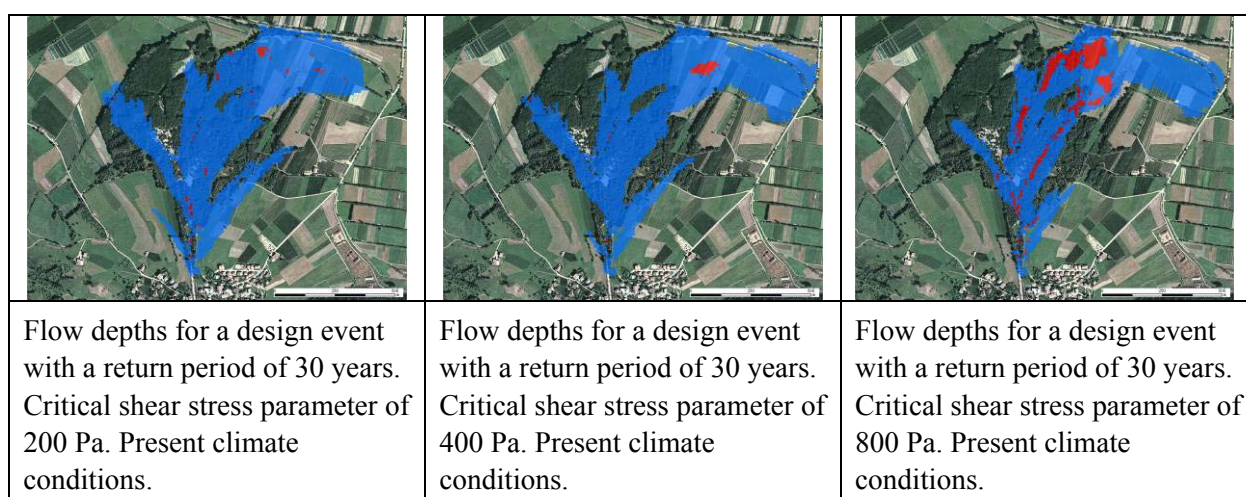 Flow depths for a design event
with a return period of 30 years.
Critical shear stress parameter of
200 Pa. Present climate
conditions.
Flow depths for a design event
with a return period of 30 years.
Critical shear stress parameter of
400 Pa. Present climate
conditions.
Flow depths for a design event
with a return period of 30 years.
Critical shear stress parameter of
800 Pa. Present climate
conditions.